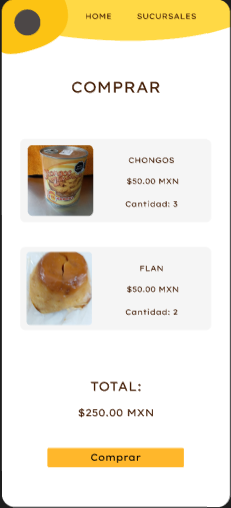 HOME SUCURSALES
COMPRAR
CHONGOS
$50.00 MXN
Cantidad: 3
FLAN
$50.00 MXN
Cantidad: 2
TOTAL:
$250.00 MXN
Comprar